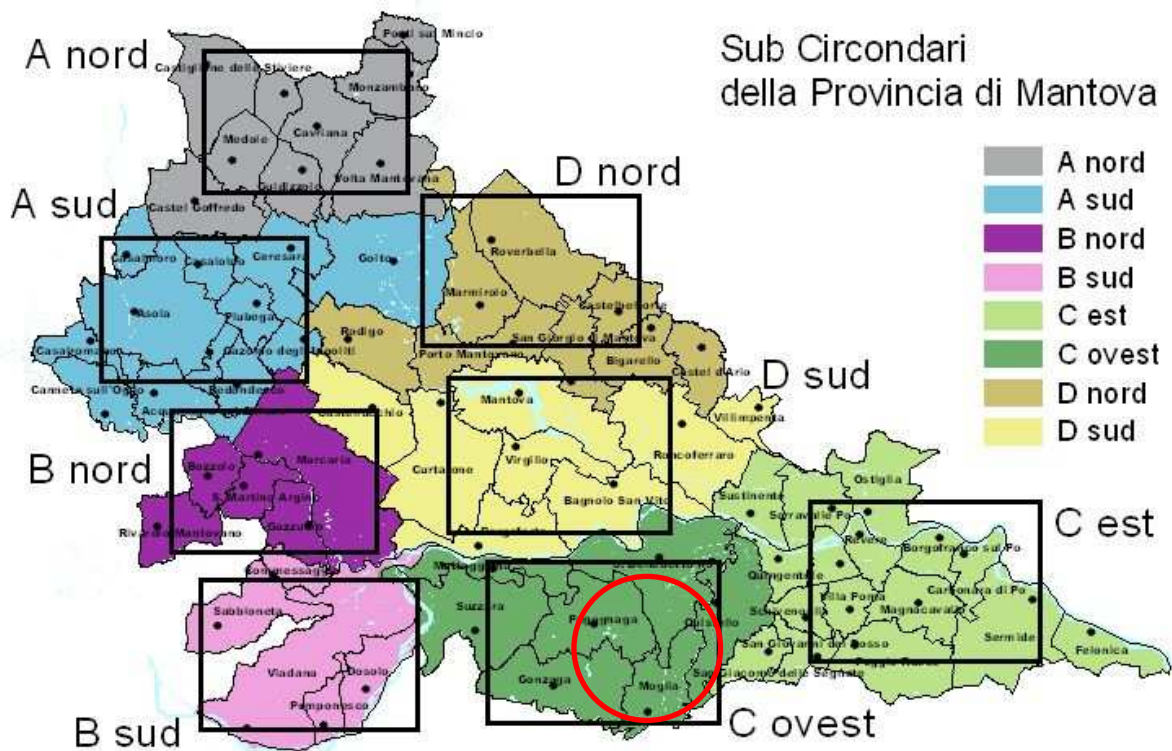 Sub Circondari
della Provincia di Mantova
A nord
A sud
B nord
B sud
C est
C ovest
D nord
D sud
A nord
Ponti sul Mincio
Castiglione delle Stiviere
Monzambano
Cavriana
Medole
Guidizzolo
Volta Mantovana
Castel Goffredo
D nord
A sud
Casalmoro
Casaloldo
Ceresara
Goito
Roverbella
Asola
Piubega
Marmirolo
Castelbelforte
Casalromano
Gazoldo degli Ippoliti
Rodigo
Porto Mantovano
San Giorgio di Mantova
Bigarello
Castel d'Ario
Canneto sull'Oglio
Redondesco
D sud
Mantova
Villimpenta
B nord
Bozzolo
Marcaria
Curtatone
Virgilio
Roncoferraro
Ostiglia
S. Martino Argine
Bagnolo San Vito
Sustinente
Serravalle Po
Gazzuolo
Rivarolo Mantovano
C est
Revere
Borgofranco sul Po
Commessaggio
Suzzara
Quingentole
Villa Poma
Carbonara di Po
Sabbioneta
Pegognaga
Quistello
Schivenoglia
Magnacavallo
Sermide
San Giovanni del Dosso
Felonica
Viadana
Dosolo
Gonzaga
Moglia
San Giacomo delle Segnate
Pomponesco
B sud
C ovest